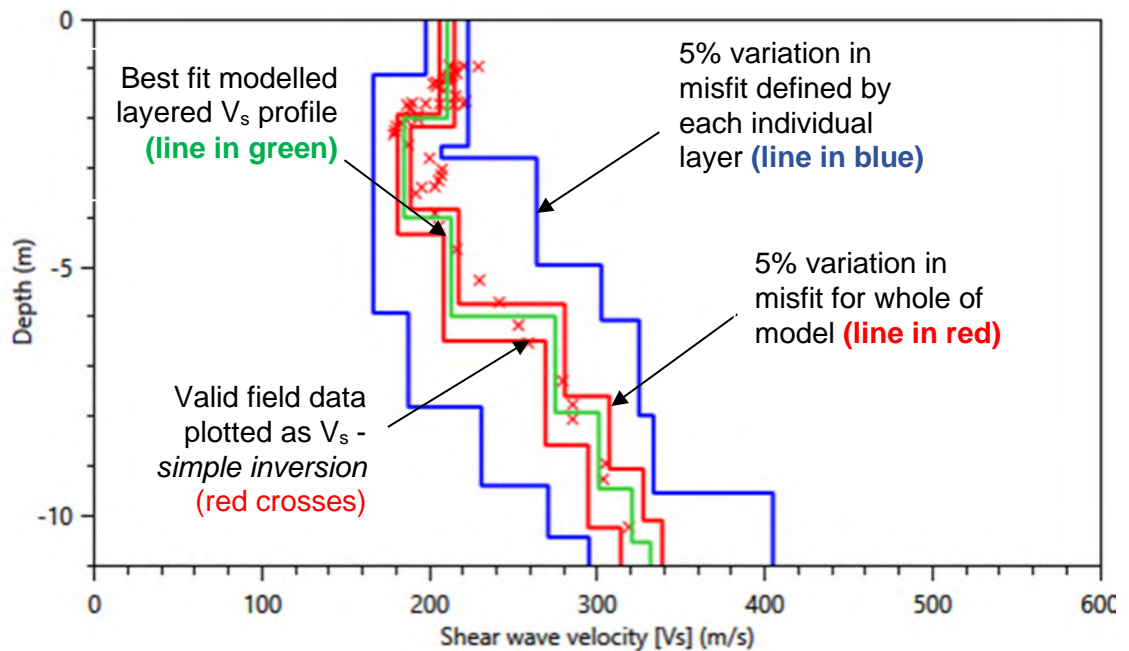 0
Best fit modelled
layered Vs profile
(line in green)
5% variation in
misfit defined by
each individual
layer (line in blue)
Depth (m)
-5
5% variation in
misfit for whole of
model (line in red)
Valid field data
plotted as Vs -
simple inversion
(red crosses)
-10
0 100 200 300 400 500 600
Shear wave velocity [Vs] (m/s)